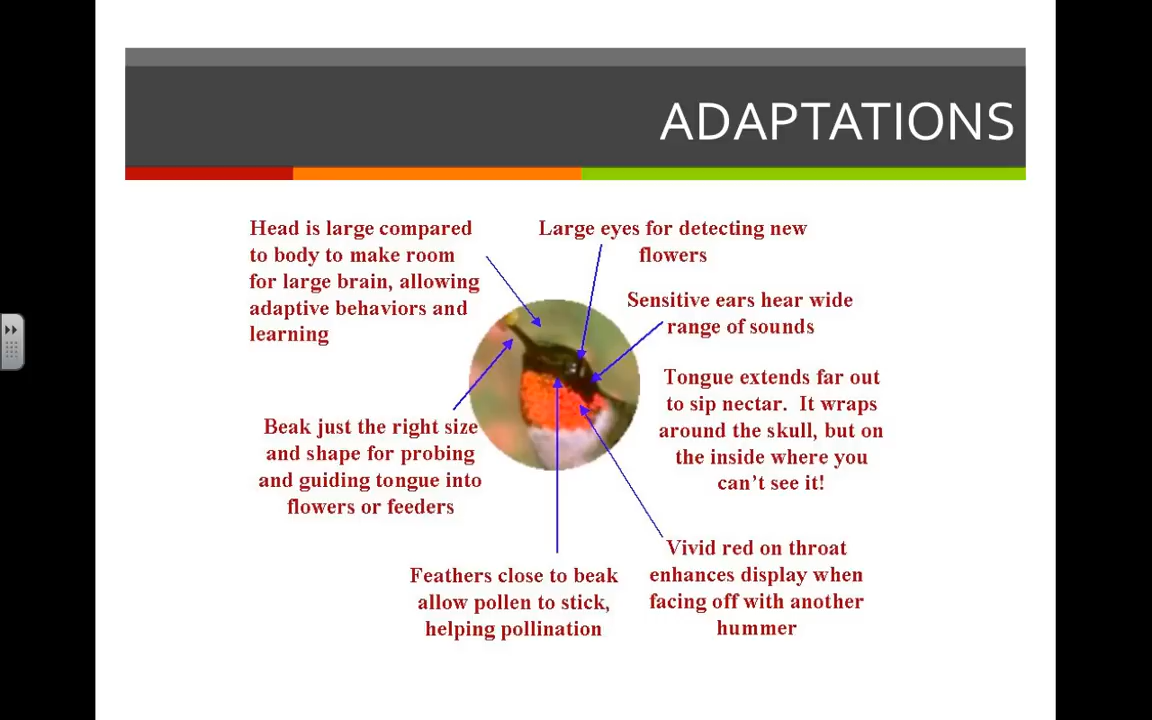 ADAPTATIONS
Head is large compared
to body to make room
for large brain, allowing
adaptive behaviors and
learning
Large eyes for detecting new
flowers
Sensitive ears hear wide
range of sounds
Tongue extends far out
to sip nectar. It wraps
around the skull, but on
the inside where you
can't see it!
Beak just the right size
and shape for probing
and guiding tongue into
flowers or feeders
Feathers close to beak
allow pollen to stick,
helping pollination
Vivid red on throat
enhances display when
facing off with another
hummer